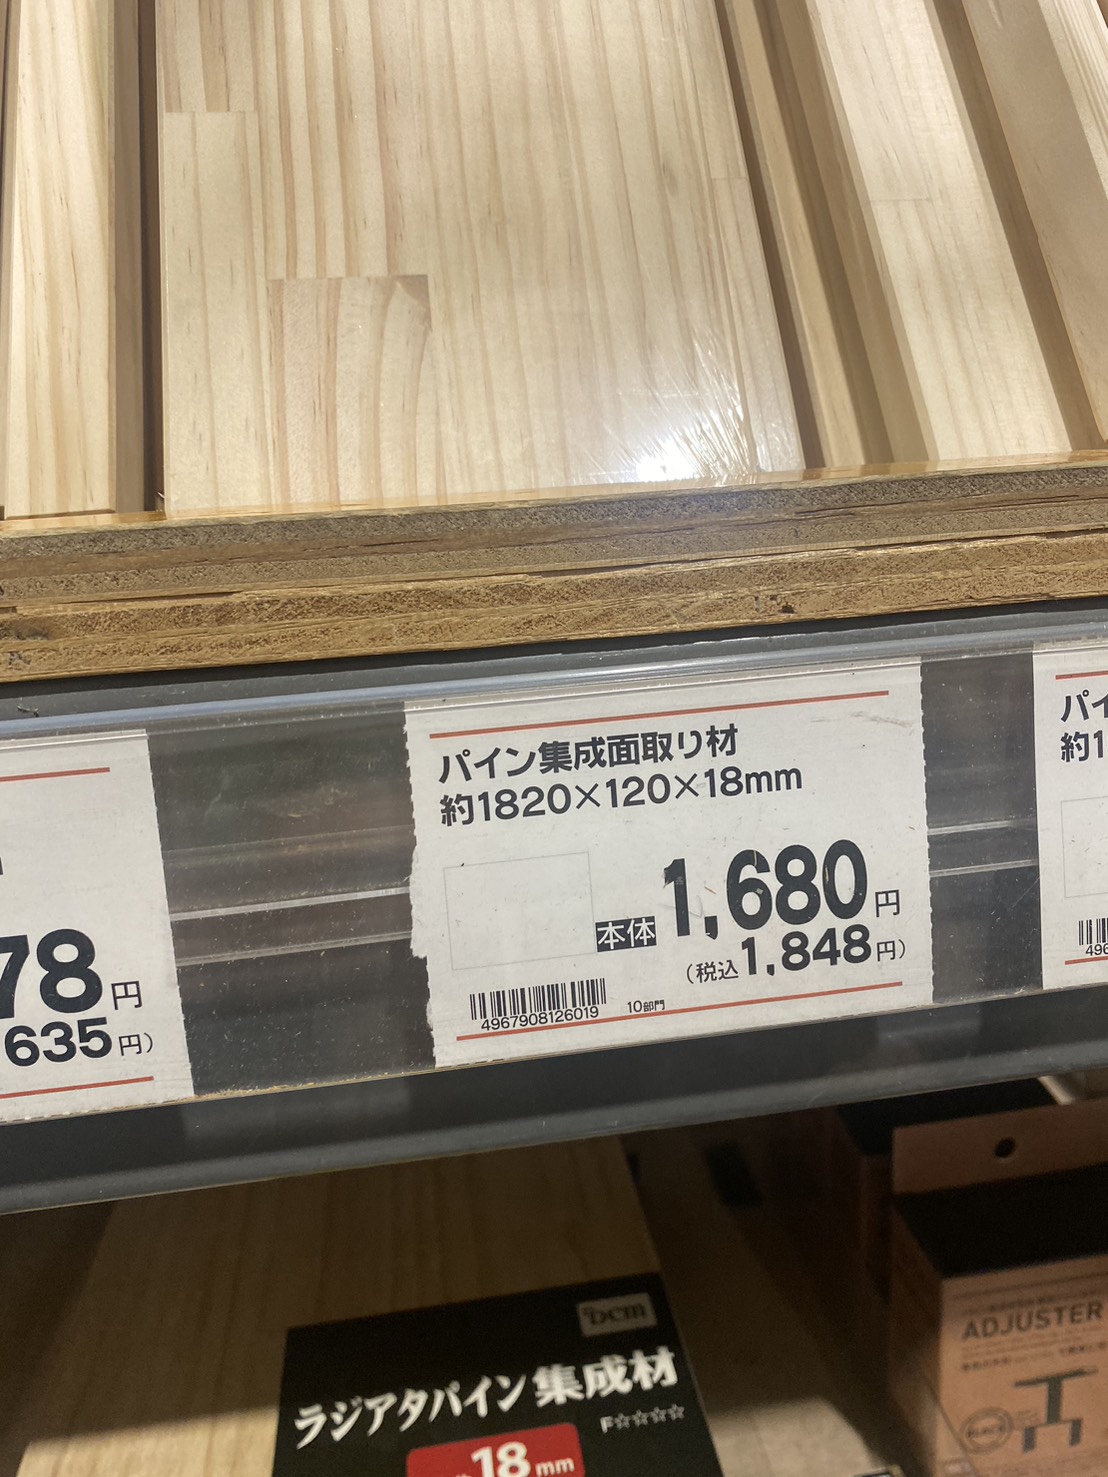 パイン集成面取り材
約1820×120×18mm
本体 1,680円
(税込1,848円)
4967908126019 10部門
78円
635円)
パイ
約1
496
DCM
ラジアタパイン 集成材
F☆☆☆☆
18mm
ADJUSTER